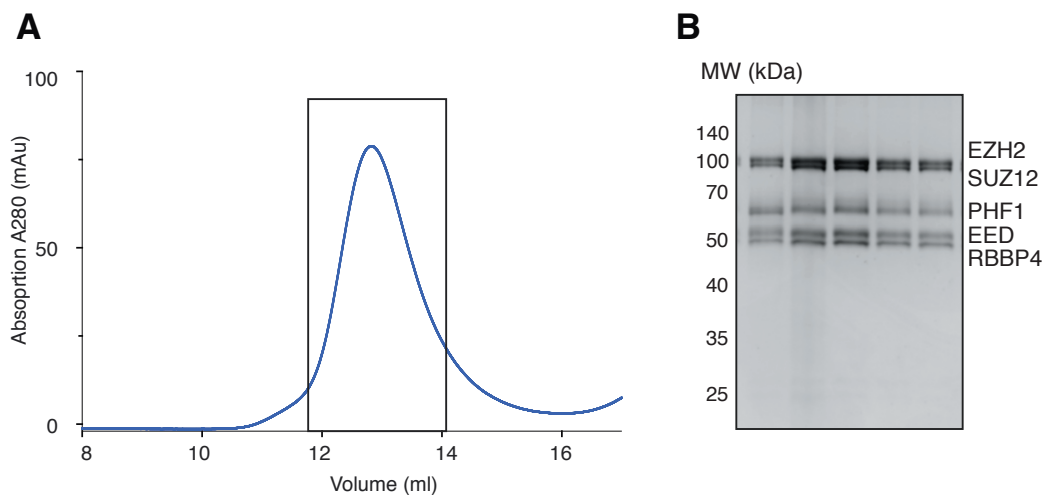 A
B
MW (kDa)
100
50
0
Absoprtion A280 (mAu)
8
10
12
14
16
Volume (ml)
140
100
70
50
40
35
25
EZH2
SUZ12
PHF1
EED
RBBP4